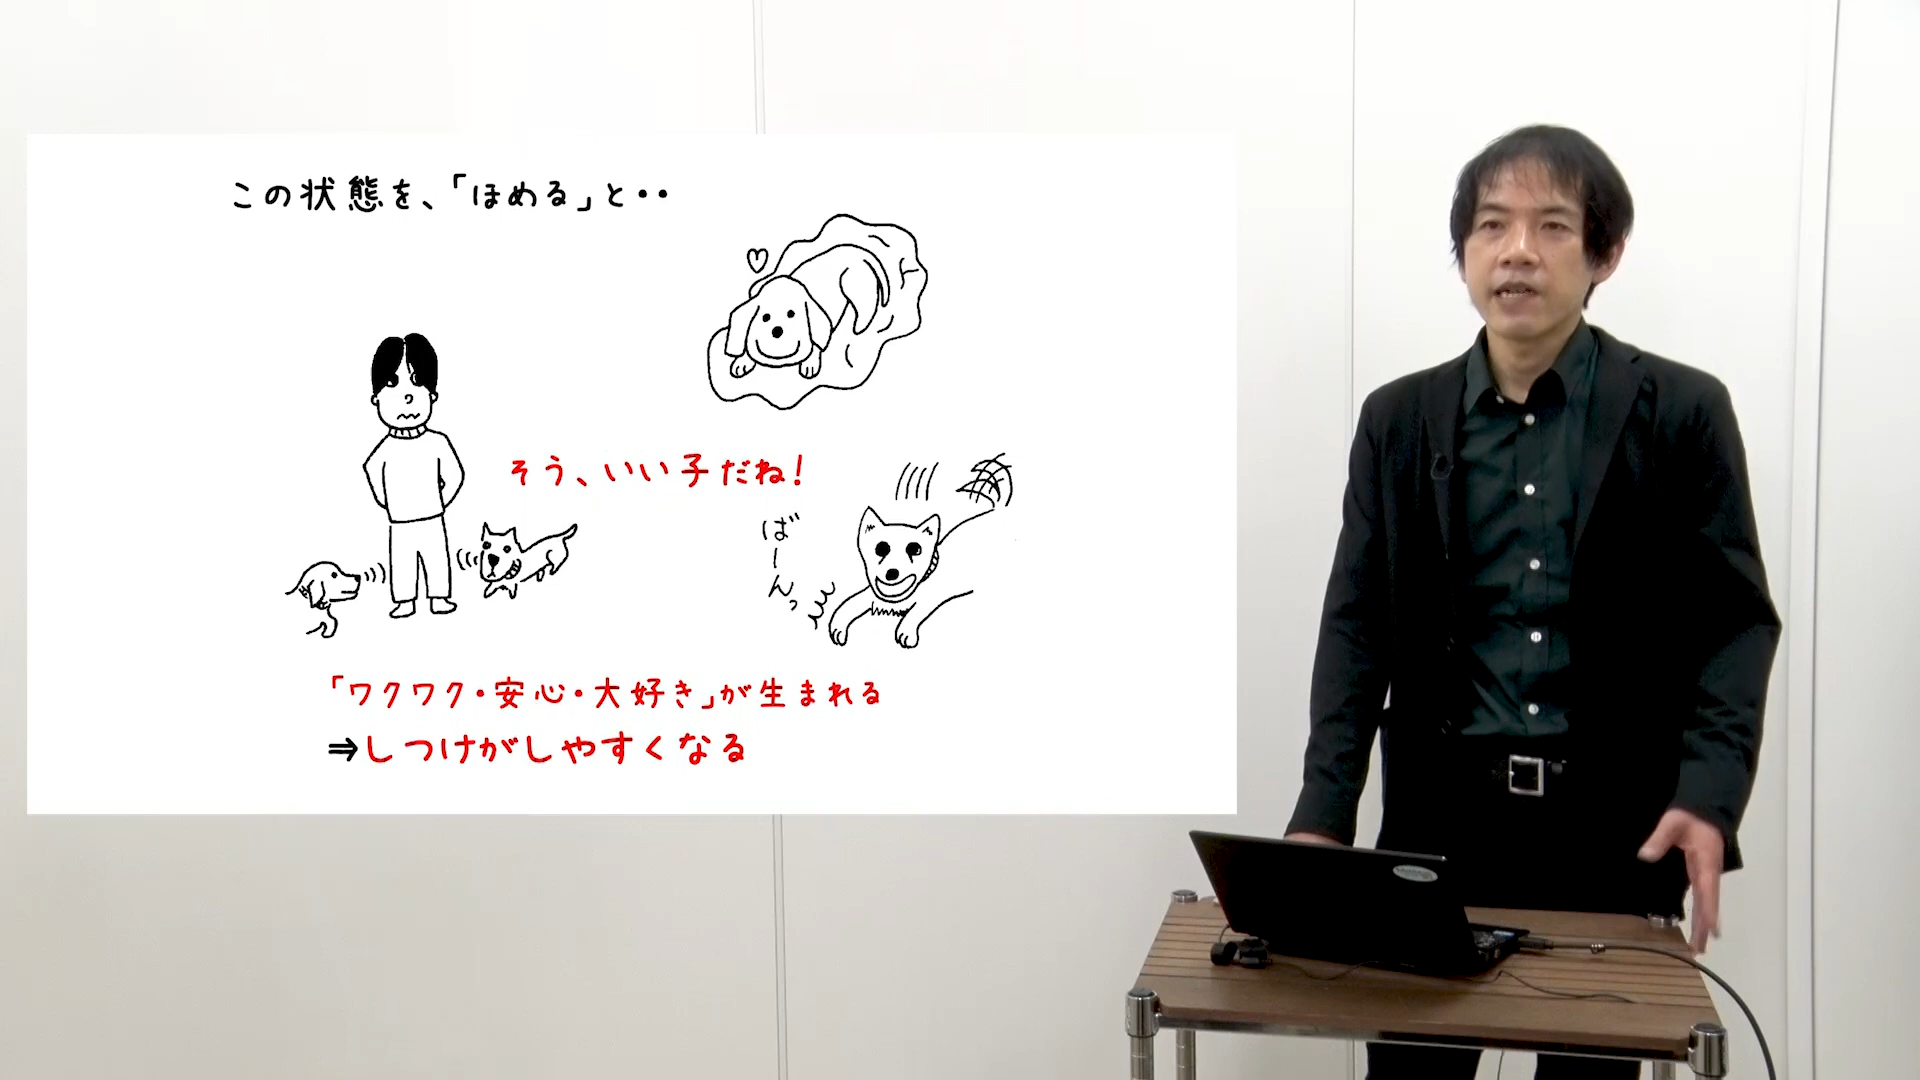 この状態を、「ほめる」と・・
そう、いい子だね!
ばーんっ
「ワクワク・安心・大好き」が生まれる
⇒しつけがしやすくなる